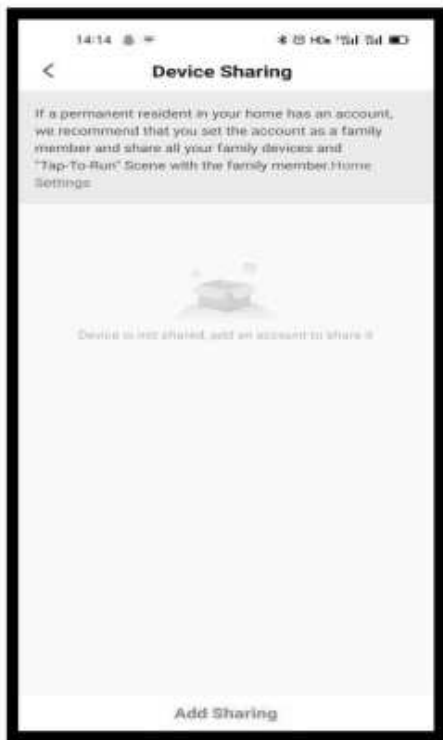 14:14
Device Sharing
If a permanent resident in your home has an account,
we recommend that you set the account as a family
member and share all your family devices and
"Tap-To-Run" Scene with the family member.Home
Settings
Device is not shared, add an account to share it
Add Sharing